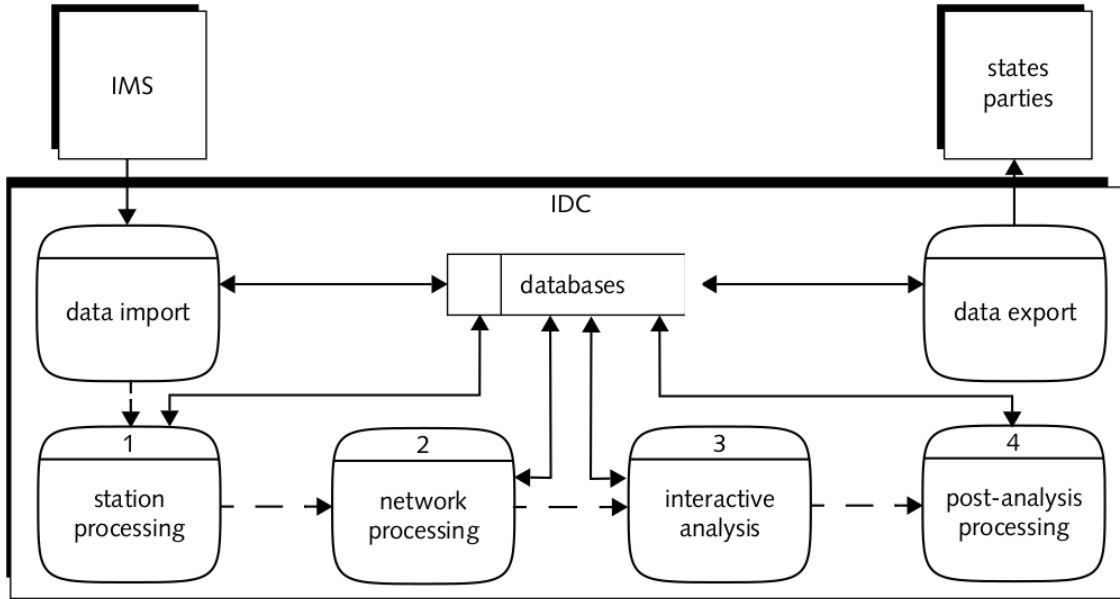 IMS
states
parties
IDC
data import
databases
data export
1
station
processing
2
network
processing
3
interactive
analysis
4
post-analysis
processing